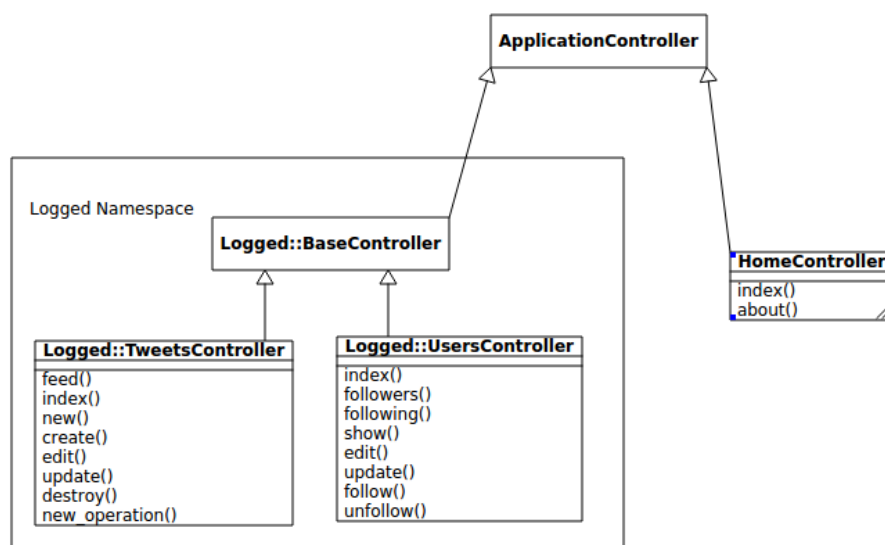 ApplicationController
Logged Namespace
Logged::BaseController
HomeController
index()
about()
Logged::TweetsController
feed()
index()
new()
create()
edit()
update()
destroy()
new_operation()
Logged::UsersController
index()
followers()
following()
show()
edit()
update()
follow()
unfollow()